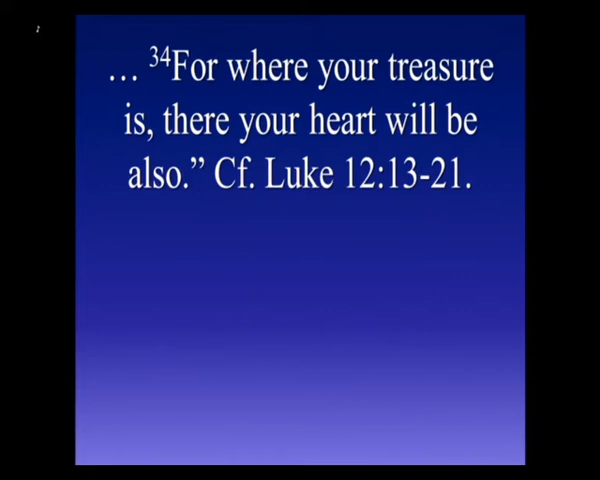 … ³⁴For where your treasure
is, there your heart will be
also.” Cf. Luke 12:13-21.